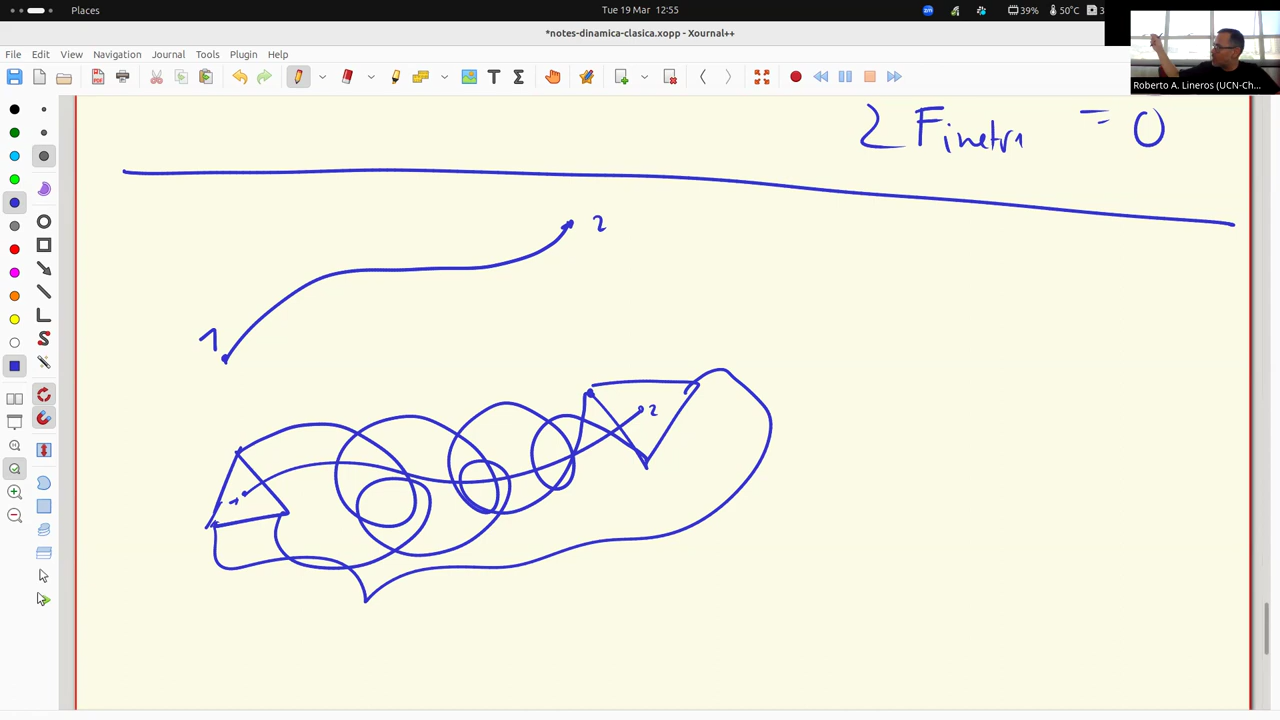 Places
Tue 19 Mar 12:55
39%
50°C
*notes-dinamica-clasica.xopp - Xournal++
File Edit View Navigation Journal Tools Plugin Help
Roberto A. Lineros (UCN-Ch...
= 0
2
1
2
1